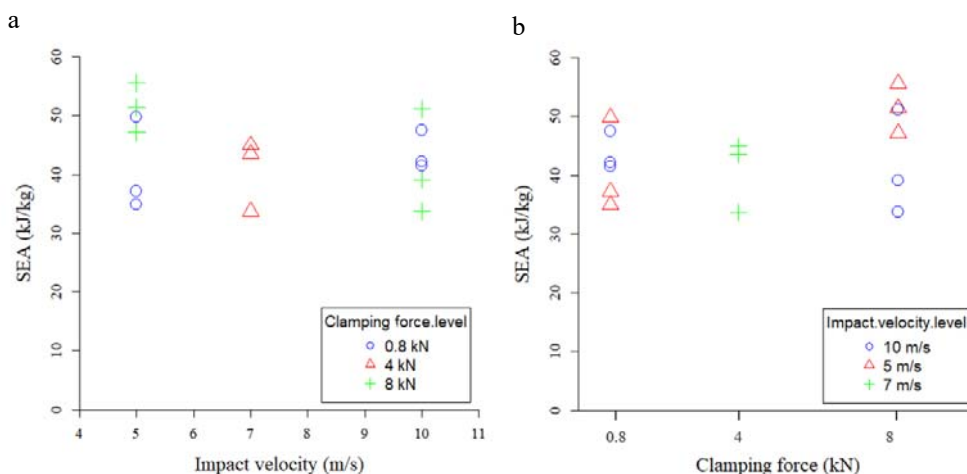 a
b
SEA (kJ/kg)
60
50
40
30
20
10
0
4 5 6 7 8 9 10 11
Impact velocity (m/s)
Clamping force.level
0.8 kN
4 kN
8 kN
SEA (kJ/kg)
60
50
40
30
20
10
0
0.8 4 8
Clamping force (kN)
Impact.velocity.level
10 m/s
5 m/s
7 m/s